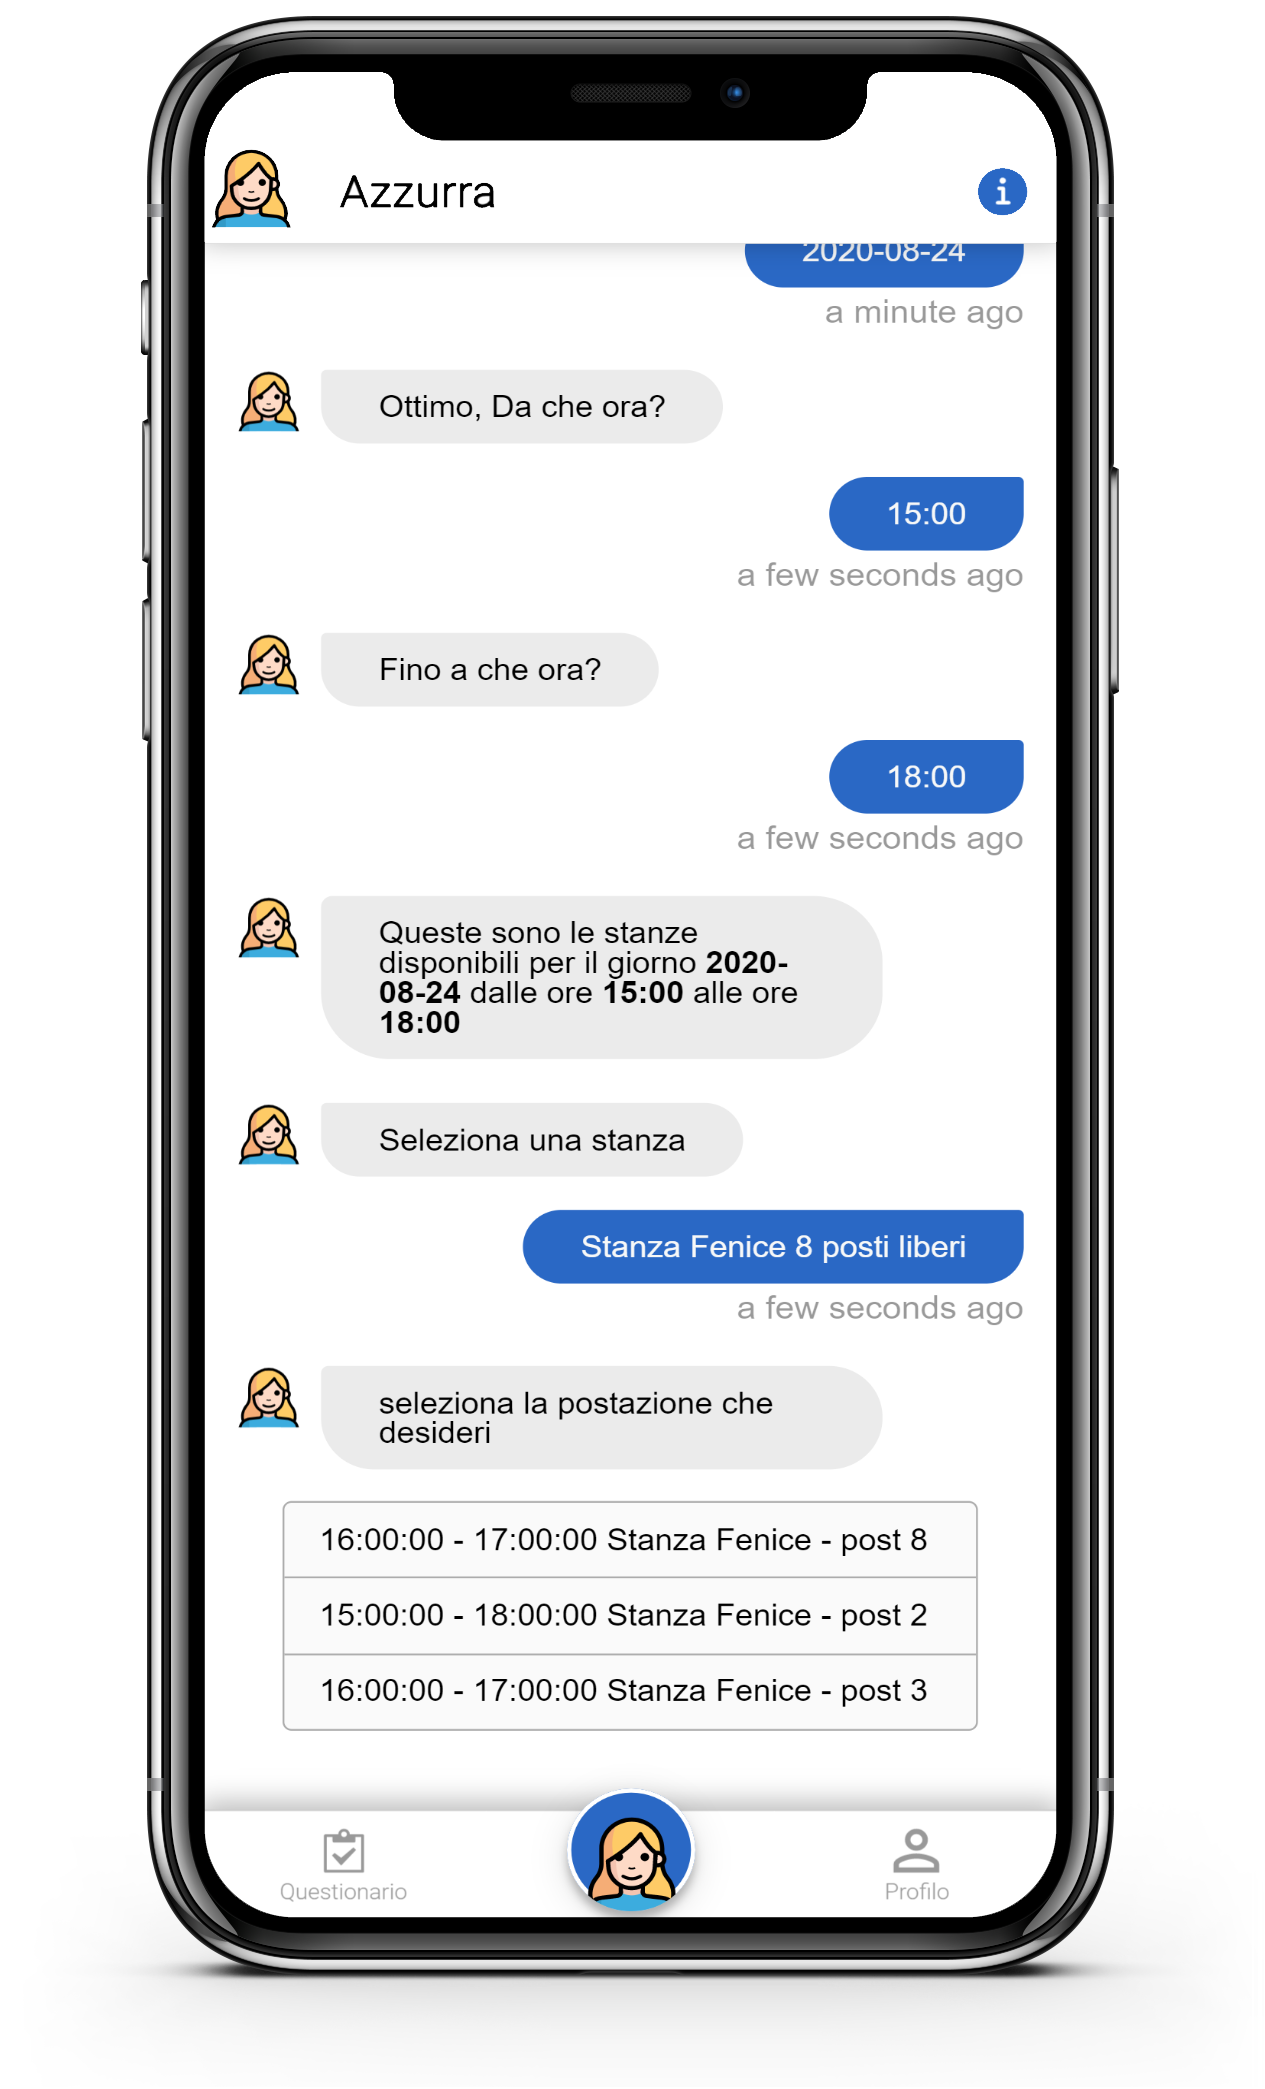 Azzurra
2020-08-24
a minute ago
Ottimo, Da che ora?
15:00
a few seconds ago
Fino a che ora?
18:00
a few seconds ago
Queste sono le stanze
disponibili per il giorno 2020-
08-24 dalle ore 15:00 alle ore
18:00
Seleziona una stanza
Stanza Fenice 8 posti liberi
a few seconds ago
seleziona la postazione che
desideri
16:00:00 - 17:00:00 Stanza Fenice - post 8
15:00:00 - 18:00:00 Stanza Fenice - post 2
16:00:00 - 17:00:00 Stanza Fenice - post 3
Questionario
Profilo